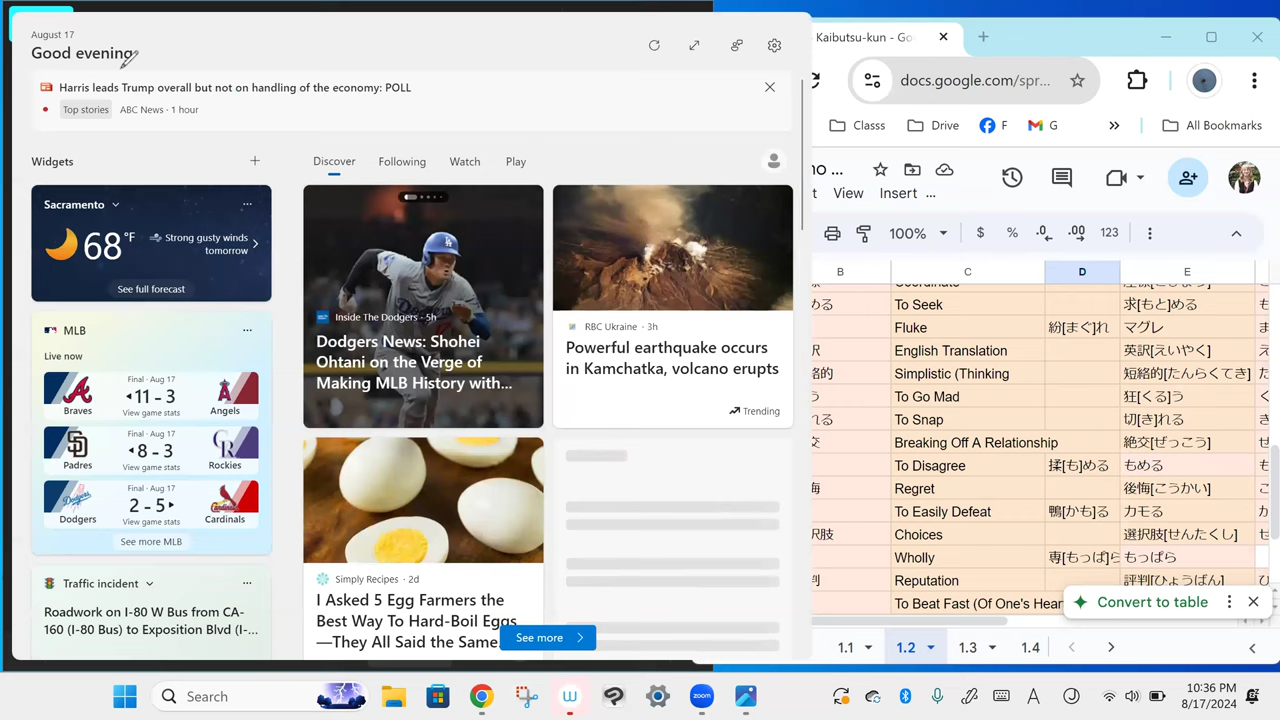 August 17
Good evening
Harris leads Trump overall but not on handling of the economy: POLL
Top stories ABC News · 1 hour
Widgets
Discover Following Watch Play
Sacramento
68 °F
Strong gusty winds
tomorrow
See full forecast
MLB
Live now
Final · Aug 17
11 - 3
Braves View game stats Angels
Final · Aug 17
8 - 3
Padres View game stats Rockies
Final · Aug 17
2 - 5
Dodgers View game stats Cardinals
See more MLB
Traffic incident
Roadwork on I-80 W Bus from CA-
160 (I-80 Bus) to Exposition Blvd (I-...
Inside The Dodgers · 5h
Dodgers News: Shohei
Ohtani on the Verge of
Making MLB History with...
RBC Ukraine · 3h
Powerful earthquake occurs
in Kamchatka, volcano erupts
Trending
Simply Recipes · 2d
I Asked 5 Egg Farmers the
Best Way To Hard-Boil Eggs
—They All Said the Same...
See more
Kaibutsu-kun - Go
docs.google.com/spr...
Classs Drive F G All Bookmarks
no ...
View Insert ...
100% $ % .0 .00 123
B C D E
To Seek 求[もと]める
Fluke 紛[まぐ]れ マグレ
English Translation 英訳[えいやく]
Simplistic (Thinking 短絡的[たんらくてき]
To Go Mad 狂[くる]う
To Snap 切[き]れる
Breaking Off A Relationship 絶交[ぜっこう]
To Disagree 揉[も]める もめる
Regret 後悔[こうかい]
To Easily Defeat 鴨[かも]る カモる
Choices 選択肢[せんたくし]
Wholly 専[もっぱ]ら もっぱら
Reputation 評判[ひょうばん]
To Beat Fast (Of One's Hear
Convert to table
1.1 1.2 1.3 1.4
Search
zoom
10:36 PM
8/17/2024